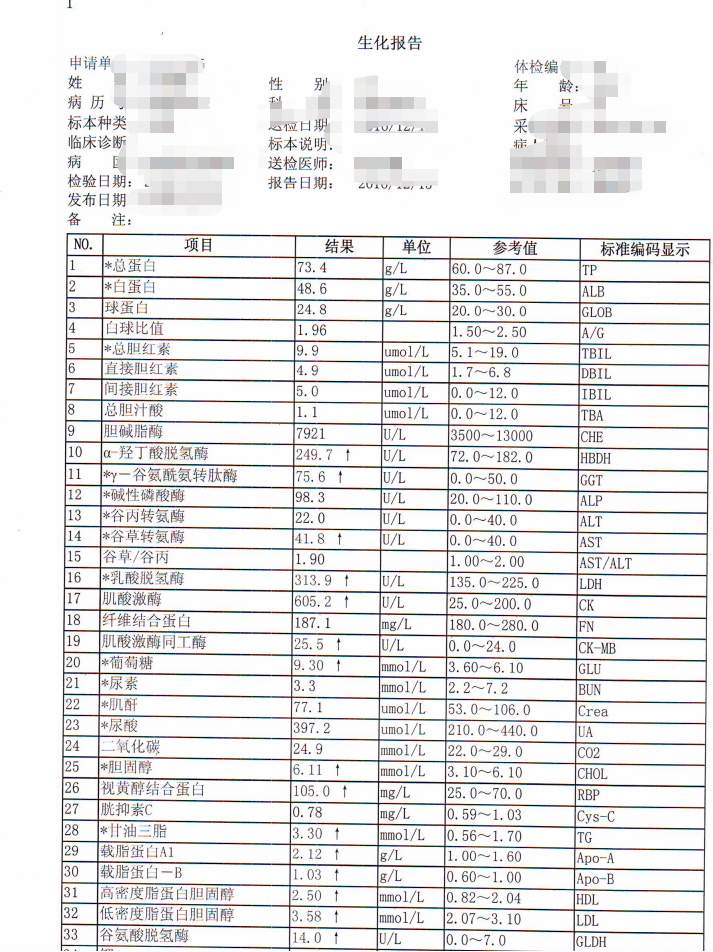 1
生化报告
申请单
体检编
姓
性 别
年 龄:
病 历
科
床 号
标本种类
送检日期
采
临床诊断
标本说明:
病
病 区
送检医师:
检验日期:
报告日期: 2016/12/15
发布日期
备 注:
NO. 项目 结果 单位 参考值 标准编码显示
1 *总蛋白 73.4 g/L 60.0～87.0 TP
2 *白蛋白 48.6 g/L 35.0～55.0 ALB
3 球蛋白 24.8 g/L 20.0～30.0 GLOB
4 白球比值 1.96 1.50～2.50 A/G
5 *总胆红素 9.9 umol/L 5.1～19.0 TBIL
6 直接胆红素 4.9 umol/L 1.7～6.8 DBIL
7 间接胆红素 5.0 umol/L 0.0～12.0 IBIL
8 总胆汁酸 1.1 umol/L 0.0～12.0 TBA
9 胆碱脂酶 7921 U/L 3500～13000 CHE
10 α-羟丁酸脱氢酶 249.7 ↑ U/L 72.0～182.0 HBDH
11 *γ－谷氨酰氨转肽酶 75.6 ↑ U/L 0.0～50.0 GGT
12 *碱性磷酸酶 98.3 U/L 20.0～110.0 ALP
13 *谷丙转氨酶 22.0 U/L 0.0～40.0 ALT
14 *谷草转氨酶 41.8 ↑ U/L 0.0～40.0 AST
15 谷草/谷丙 1.90 1.00～2.00 AST/ALT
16 *乳酸脱氢酶 313.9 ↑ U/L 135.0～225.0 LDH
17 肌酸激酶 605.2 ↑ U/L 25.0～200.0 CK
18 纤维结合蛋白 187.1 mg/L 180.0～280.0 FN
19 肌酸激酶同工酶 25.5 ↑ U/L 0.0～24.0 CK-MB
20 *葡萄糖 9.30 ↑ mmol/L 3.60～6.10 GLU
21 *尿素 3.3 mmol/L 2.2～7.2 BUN
22 *肌酐 77.1 umol/L 53.0～106.0 Crea
23 *尿酸 397.2 umol/L 210.0～440.0 UA
24 二氧化碳 24.9 mmol/L 22.0～29.0 CO2
25 *胆固醇 6.11 ↑ mmol/L 3.10～6.10 CHOL
26 视黄醇结合蛋白 105.0 ↑ mg/L 25.0～70.0 RBP
27 胱抑素C 0.78 mg/L 0.59～1.03 Cys-C
28 *甘油三脂 3.30 ↑ mmol/L 0.56～1.70 TG
29 载脂蛋白A1 2.12 ↑ g/L 1.00～1.60 Apo-A
30 载脂蛋白－B 1.03 ↑ g/L 0.60～1.00 Apo-B
31 高密度脂蛋白胆固醇 2.50 ↑ mmol/L 0.82～2.04 HDL
32 低密度脂蛋白胆固醇 3.58 ↑ mmol/L 2.07～3.10 LDL
33 谷氨酸脱氢酶 14.0 ↑ U/L 0.0～7.0 GLDH